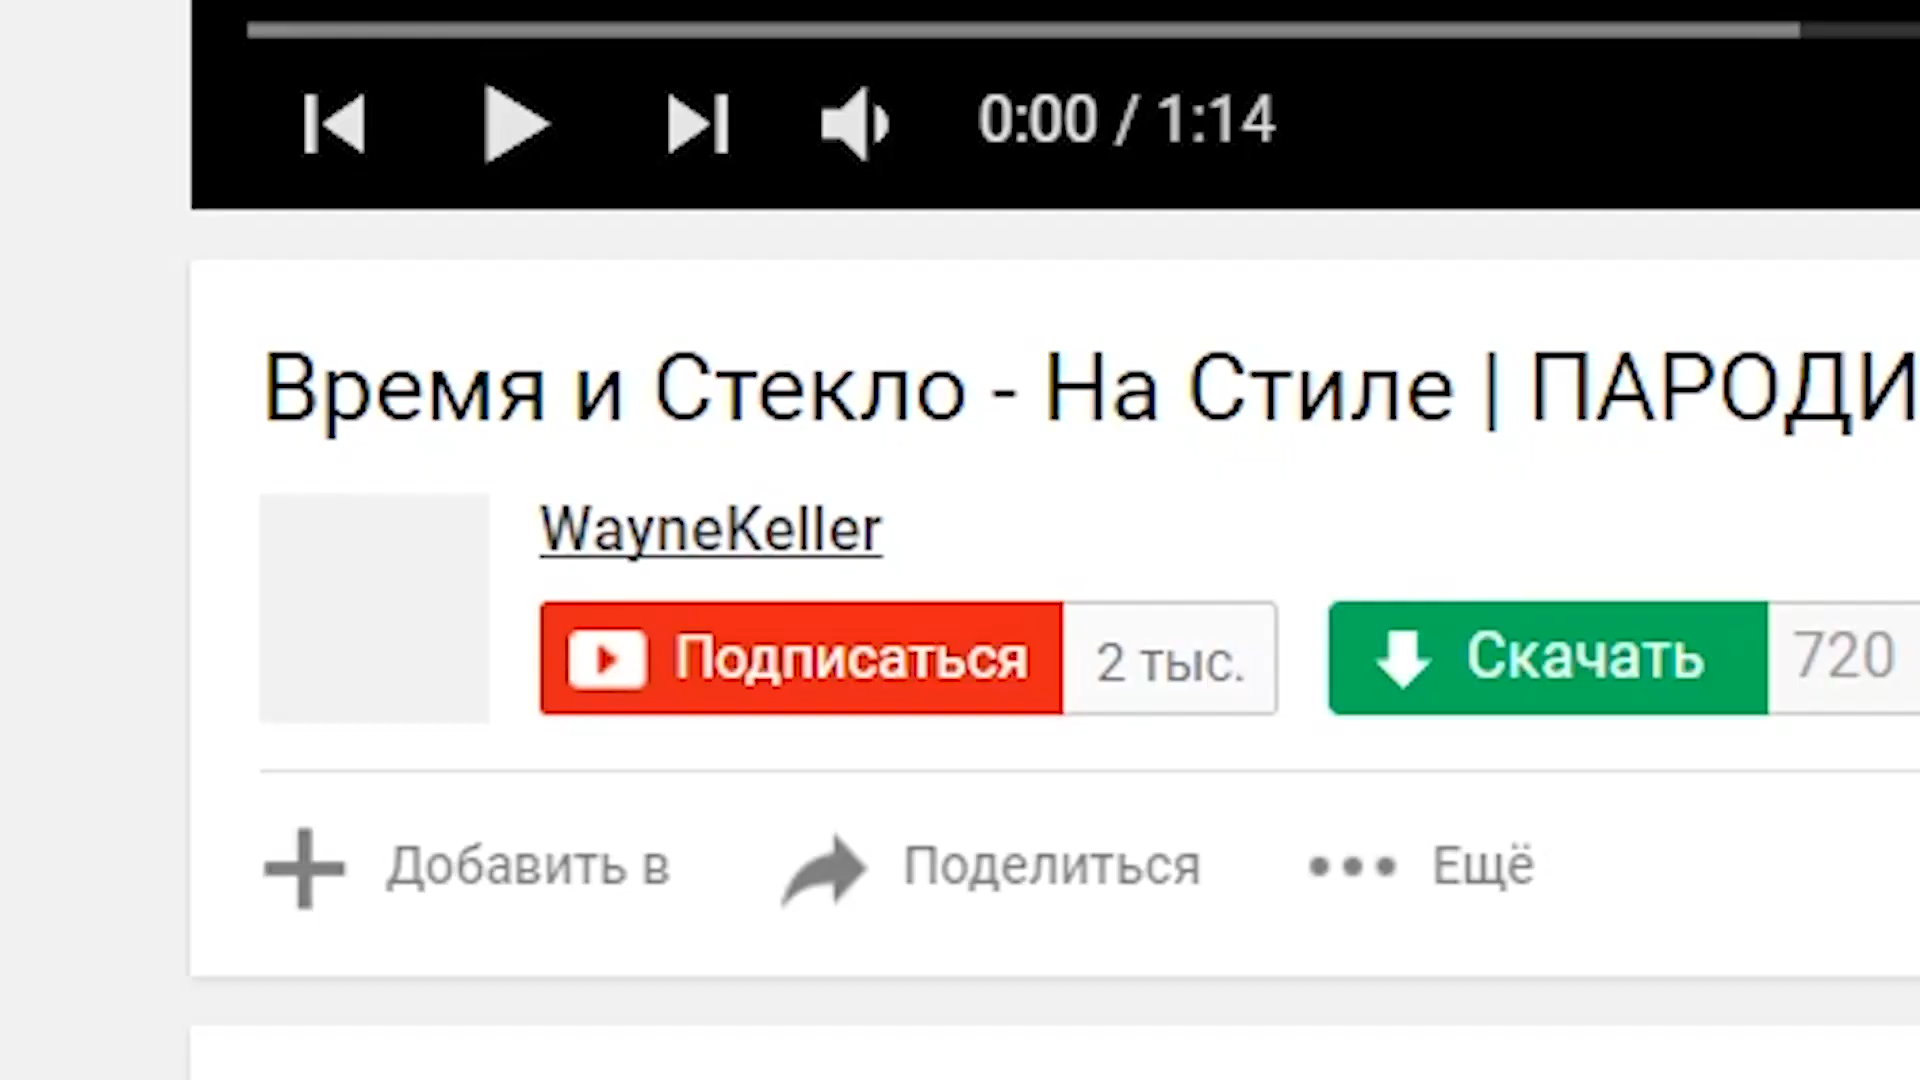 0:00 / 1:14
Время и Стекло - На Стиле | ПАРОДИ
WayneKeller
Подписаться 2 тыс. Скачать 720
Добавить в Поделиться Ещё